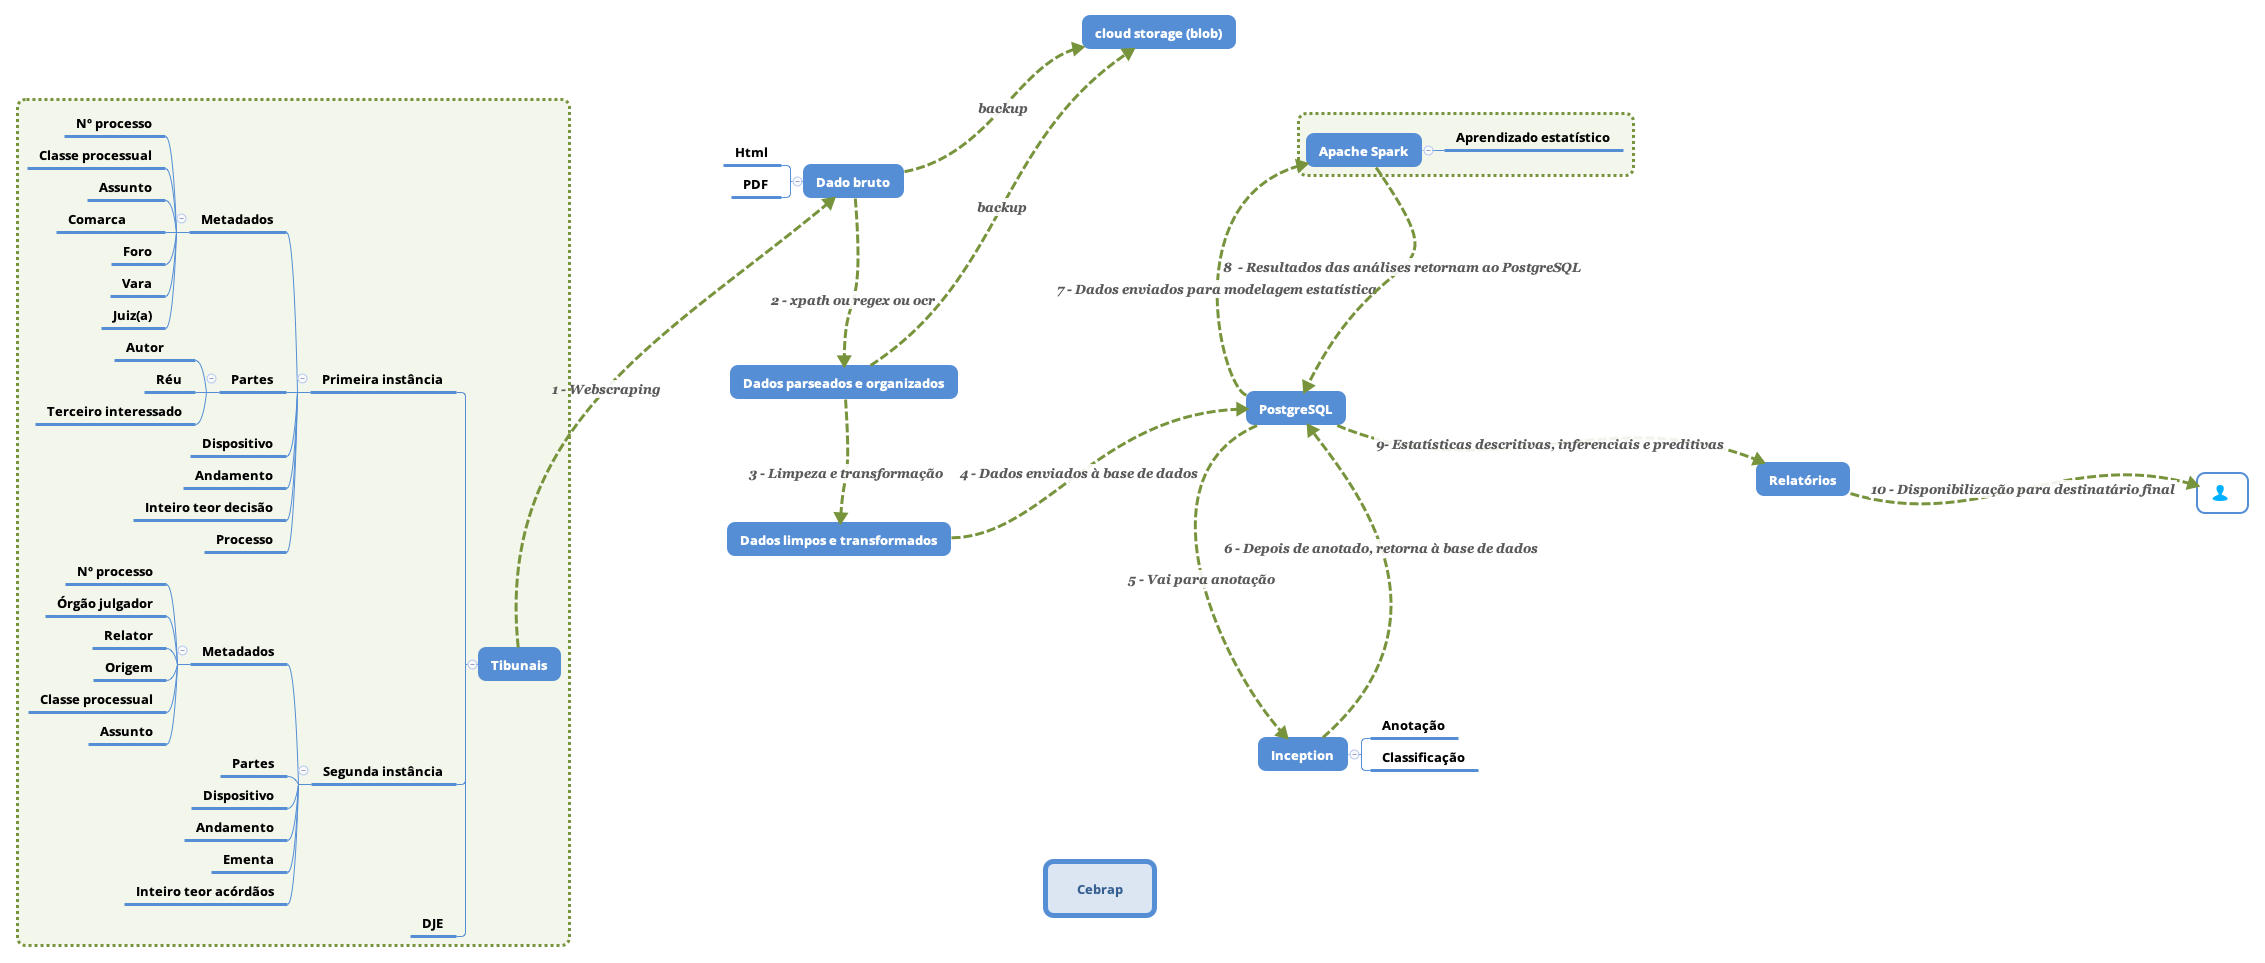 cloud storage (blob)
backup
backup
Html
PDF
Dado bruto
Apache Spark
Aprendizado estatístico
Nº processo
Classe processual
Assunto
Comarca
Foro
Vara
Juiz(a)
Metadados
Autor
Réu
Terceiro interessado
Partes
Primeira instância
Dispositivo
Andamento
Inteiro teor decisão
Processo
Nº processo
Órgão julgador
Relator
Origem
Classe processual
Assunto
Metadados
Partes
Segunda instância
Dispositivo
Andamento
Ementa
Inteiro teor acórdãos
DJE
Tibunais
1 - Webscraping
2 - xpath ou regex ou ocr
Dados parseados e organizados
3 - Limpeza e transformação
Dados limpos e transformados
4 - Dados enviados à base de dados
8 - Resultados das análises retornam ao PostgreSQL
7 - Dados enviados para modelagem estatística
PostgreSQL
9- Estatísticas descritivas, inferenciais e preditivas
Relatórios
10 - Disponibilização para destinatário final
6 - Depois de anotado, retorna à base de dados
5 - Vai para anotação
Inception
Anotação
Classificação
Cebrap